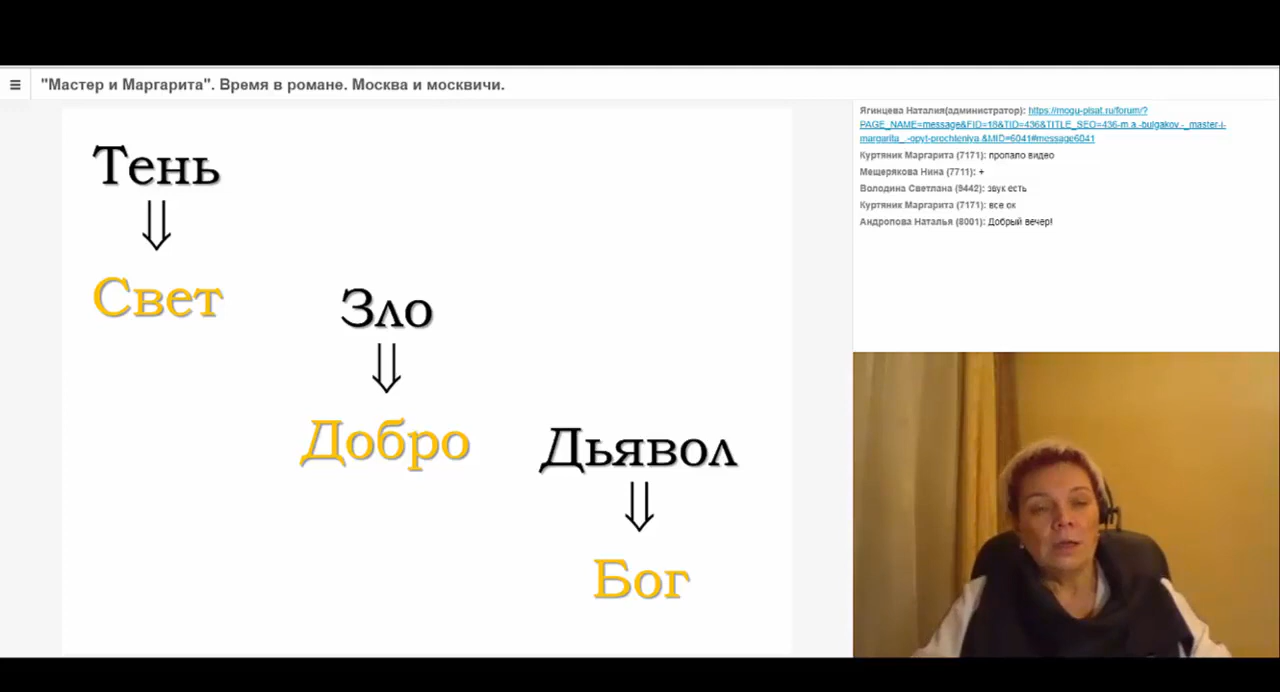 "Мастер и Маргарита". Время в романе. Москва и москвичи.
Тень
⇓
Свет
Зло
⇓
Добро
Дьявол
⇓
Бог
Ягинцева Наталия(администратор): https://mogu-pisat.ru/forum/?
PAGE_NAME=message&FID=18&TID=436&TITLE_SEO=436-m.a.-bulgakov.-_master-i-
margarita_.-opyt-prochteniya.&MID=6041#message6041
Куртяник Маргарита (7171): пропало видео
Мещерякова Нина (7711): +
Володина Светлана (9442): звук есть
Куртяник Маргарита (7171): все ок
Андропова Наталья (8001): Добрый вечер!